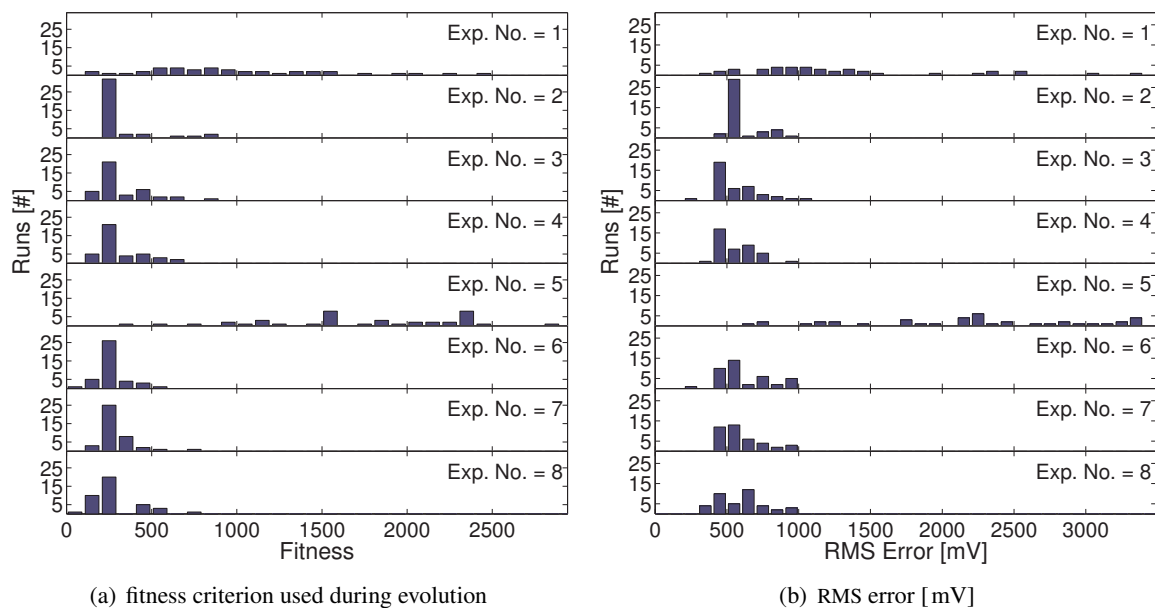 25
15
5
Exp. No. = 1
25
15
5
Exp. No. = 2
25
15
5
Exp. No. = 3
25
15
5
Exp. No. = 4
25
15
5
Exp. No. = 5
25
15
5
Exp. No. = 6
25
15
5
Exp. No. = 7
25
15
5
Exp. No. = 8
Runs [#]
0 500 1000 1500 2000 2500
Fitness
(a) fitness criterion used during evolution
25
15
5
Exp. No. = 1
25
15
5
Exp. No. = 2
25
15
5
Exp. No. = 3
25
15
5
Exp. No. = 4
25
15
5
Exp. No. = 5
25
15
5
Exp. No. = 6
25
15
5
Exp. No. = 7
25
15
5
Exp. No. = 8
Runs [#]
0 500 1000 1500 2000 2500 3000
RMS Error [mV]
(b) RMS error [mV]